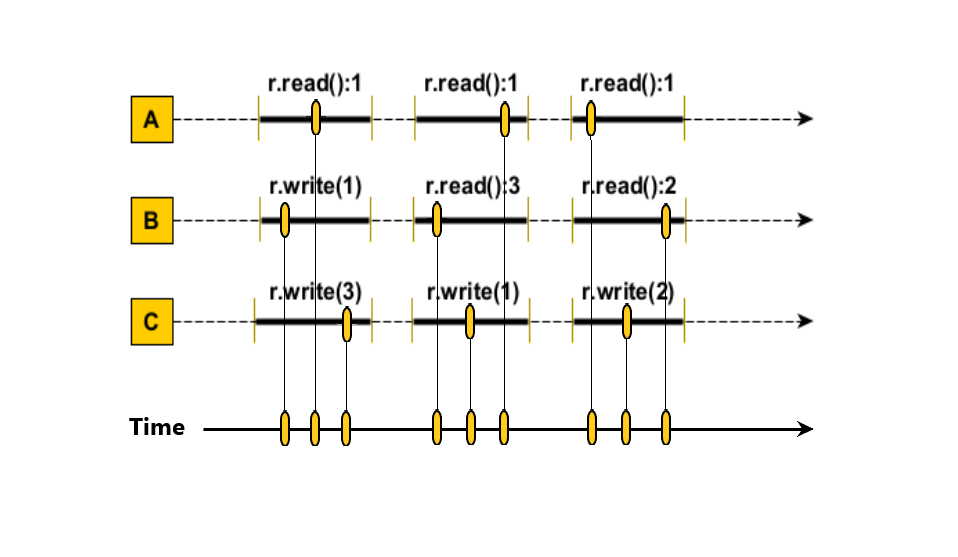 r.read():1 r.read():1 r.read():1
A
r.write(1) r.read():3 r.read():2
B
r.write(3) r.write(1) r.write(2)
C
Time